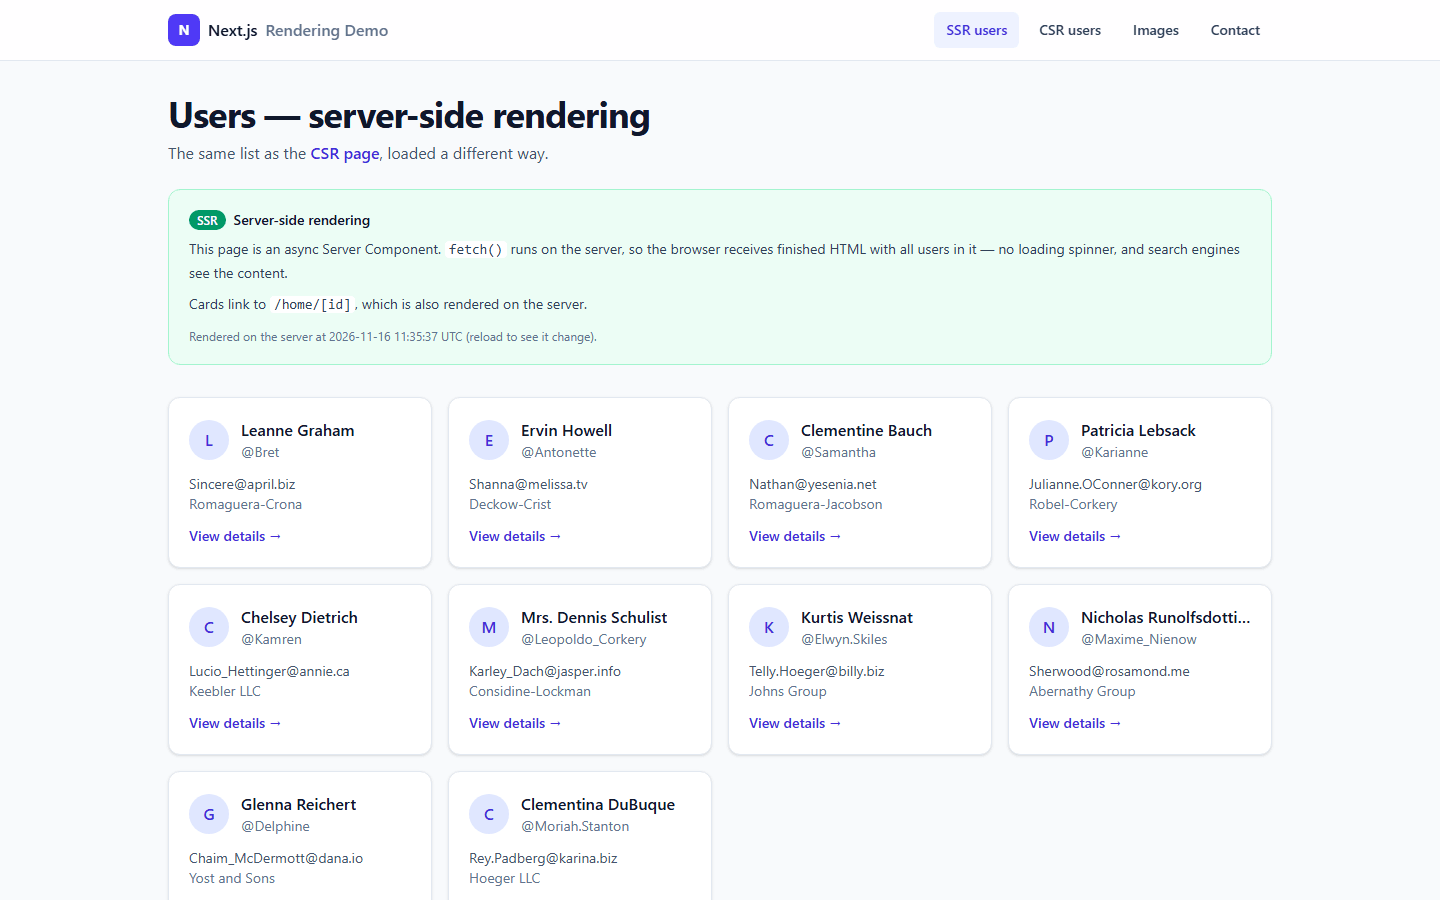 N Next.js Rendering Demo SSR users CSR users Images Contact
Users — server-side rendering
The same list as the CSR page, loaded a different way.
SSR Server-side rendering
This page is an async Server Component. fetch() runs on the server, so the browser receives finished HTML with all users in it — no loading spinner, and search engines
see the content.
Cards link to /home/[id], which is also rendered on the server.
Rendered on the server at 2026-11-16 11:35:37 UTC (reload to see it change).
L Leanne Graham
@Bret
Sincere@april.biz
Romaguera-Crona
View details →
E Ervin Howell
@Antonette
Shanna@melissa.tv
Deckow-Crist
View details →
C Clementine Bauch
@Samantha
Nathan@yesenia.net
Romaguera-Jacobson
View details →
P Patricia Lebsack
@Karianne
Julianne.OConner@kory.org
Robel-Corkery
View details →
C Chelsey Dietrich
@Kamren
Lucio_Hettinger@annie.ca
Keebler LLC
View details →
M Mrs. Dennis Schulist
@Leopoldo_Corkery
Karley_Dach@jasper.info
Considine-Lockman
View details →
K Kurtis Weissnat
@Elwyn.Skiles
Telly.Hoeger@billy.biz
Johns Group
View details →
N Nicholas Runolfsdotti...
@Maxime_Nienow
Sherwood@rosamond.me
Abernathy Group
View details →
G Glenna Reichert
@Delphine
Chaim_McDermott@dana.io
Yost and Sons
C Clementina DuBuque
@Moriah.Stanton
Rey.Padberg@karina.biz
Hoeger LLC